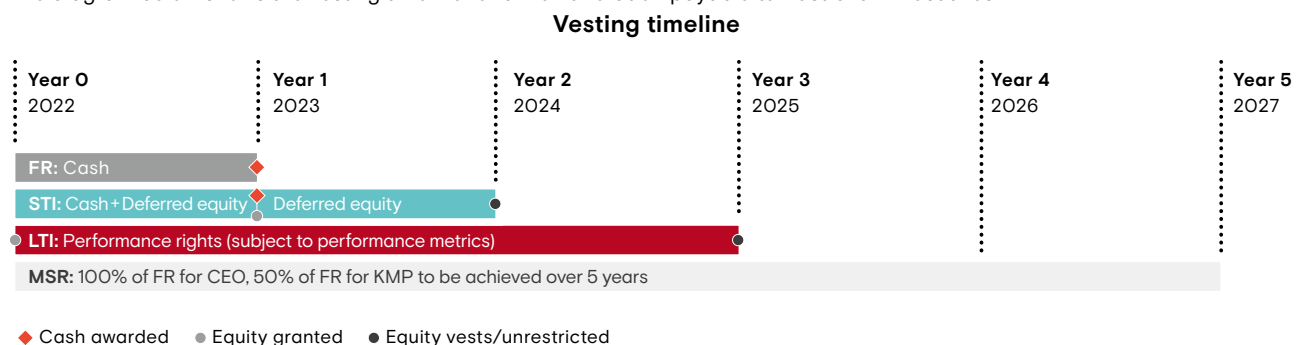 Vesting timeline
Year 0
2022
Year 1
2023
Year 2
2024
Year 3
2025
Year 4
2026
Year 5
2027
FR: Cash
STI: Cash+Deferred equity
Deferred equity
LTI: Performance rights (subject to performance metrics)
MSR: 100% of FR for CEO, 50% of FR for KMP to be achieved over 5 years
Cash awarded
Equity granted
Equity vests/unrestricted